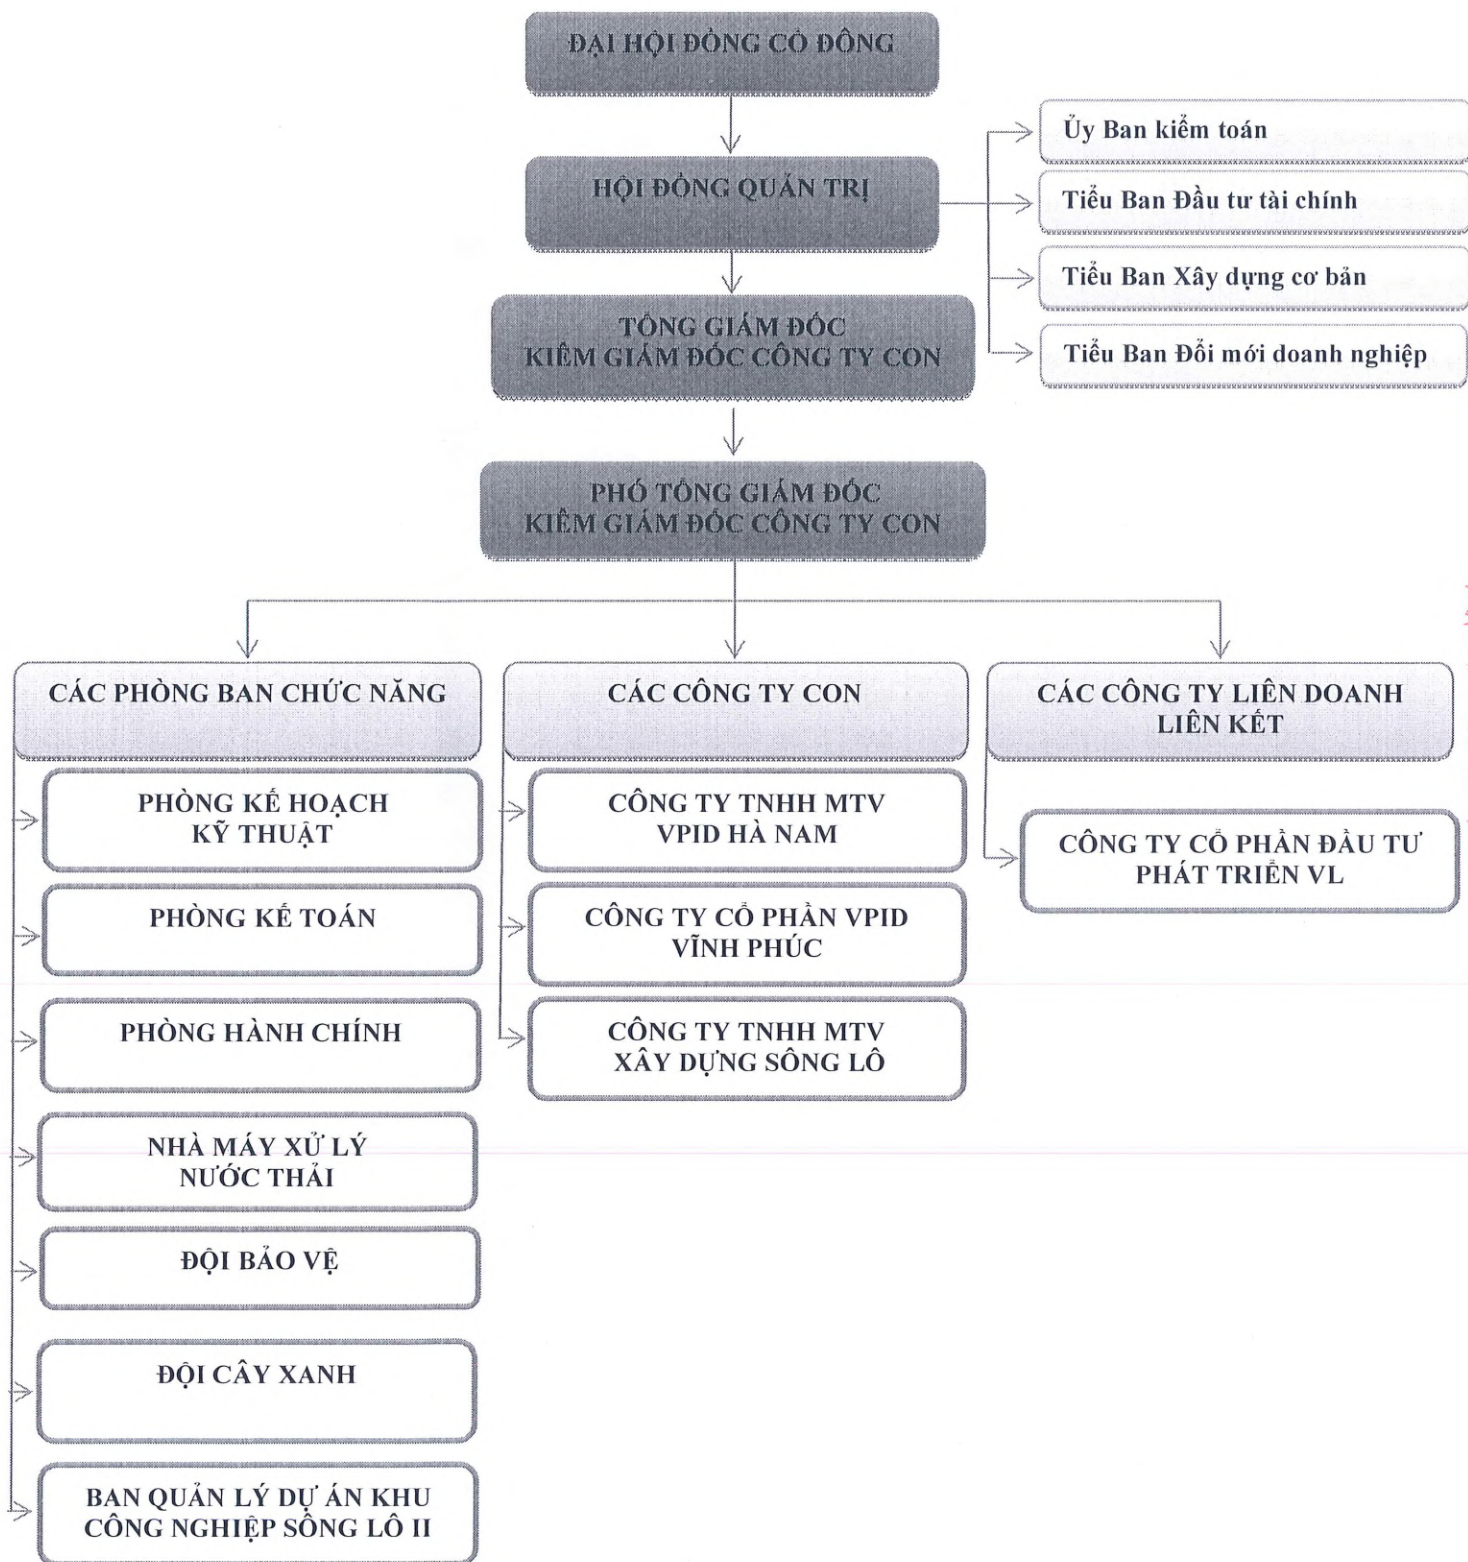 ĐẠI HỘI ĐỒNG CỔ ĐÔNG
HỘI ĐỒNG QUẢN TRỊ
Ủy Ban kiểm toán
Tiểu Ban Đầu tư tài chính
Tiểu Ban Xây dựng cơ bản
Tiểu Ban Đổi mới doanh nghiệp
TỔNG GIÁM ĐỐC
KIÊM GIÁM ĐỐC CÔNG TY CON
PHÓ TỔNG GIÁM ĐỐC
KIÊM GIÁM ĐỐC CÔNG TY CON
CÁC PHÒNG BAN CHỨC NĂNG
PHÒNG KẾ HOẠCH
KỸ THUẬT
PHÒNG KẾ TOÁN
PHÒNG HÀNH CHÍNH
NHÀ MÁY XỬ LÝ
NƯỚC THẢI
ĐỘI BẢO VỆ
ĐỘI CÂY XANH
BAN QUẢN LÝ DỰ ÁN KHU
CÔNG NGHIỆP SÔNG LÔ II
CÁC CÔNG TY CON
CÔNG TY TNHH MTV
VPID HÀ NAM
CÔNG TY CỔ PHẦN VPID
VĨNH PHÚC
CÔNG TY TNHH MTV
XÂY DỰNG SÔNG LÔ
CÁC CÔNG TY LIÊN DOANH
LIÊN KẾT
CÔNG TY CỔ PHẦN ĐẦU TƯ
PHÁT TRIỂN VL